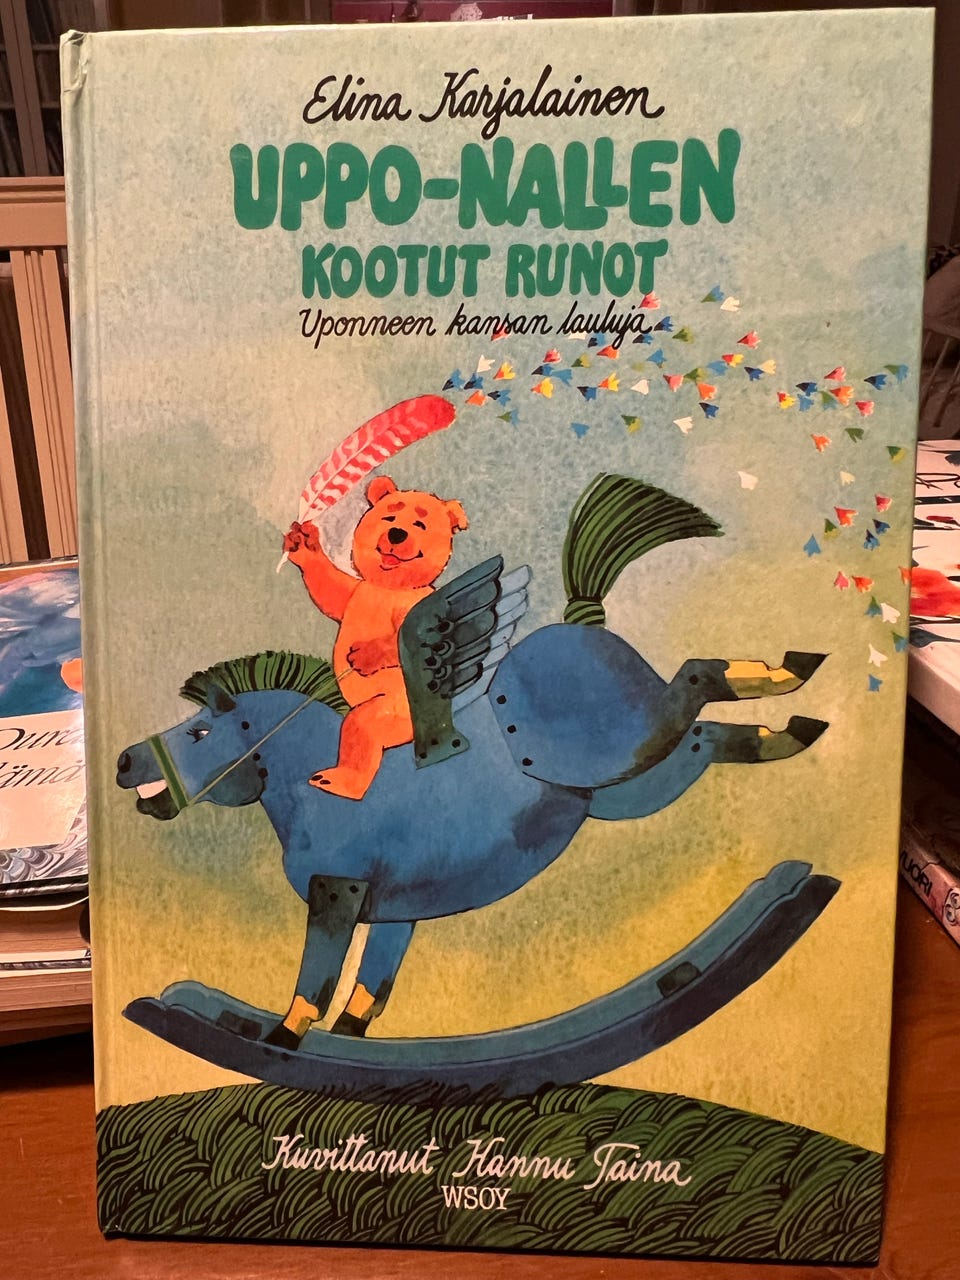 Elina Karjalainen
UPPO-NALLEN
KOOTUT RUNOT
Uponneen kansan lauluja
Kuvittanut Hannu Taina
WSOY